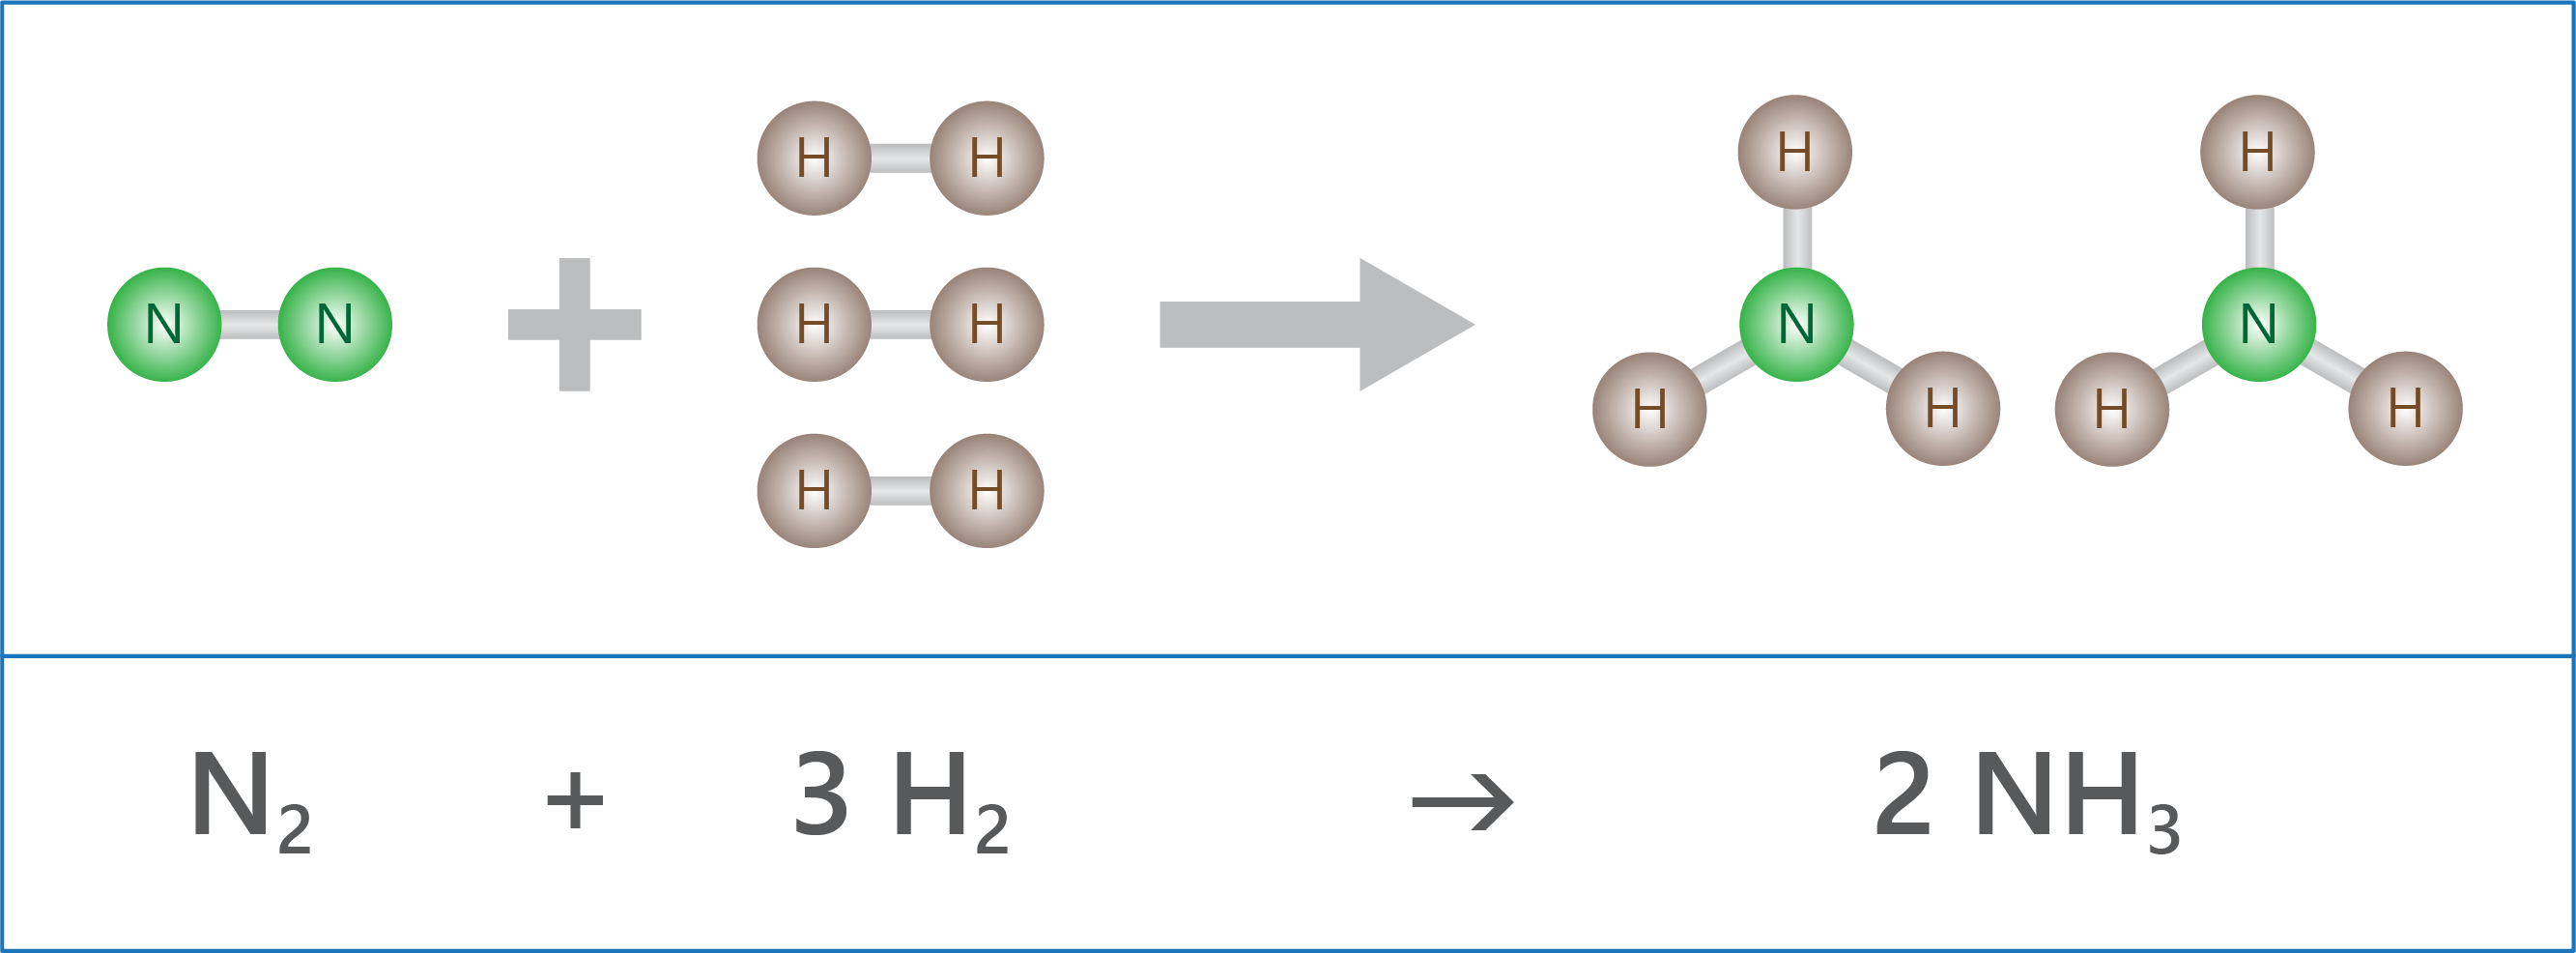 H H H H
N N H H N N
H H H H H H
H H
N₂ + 3 H₂ → 2 NH₃